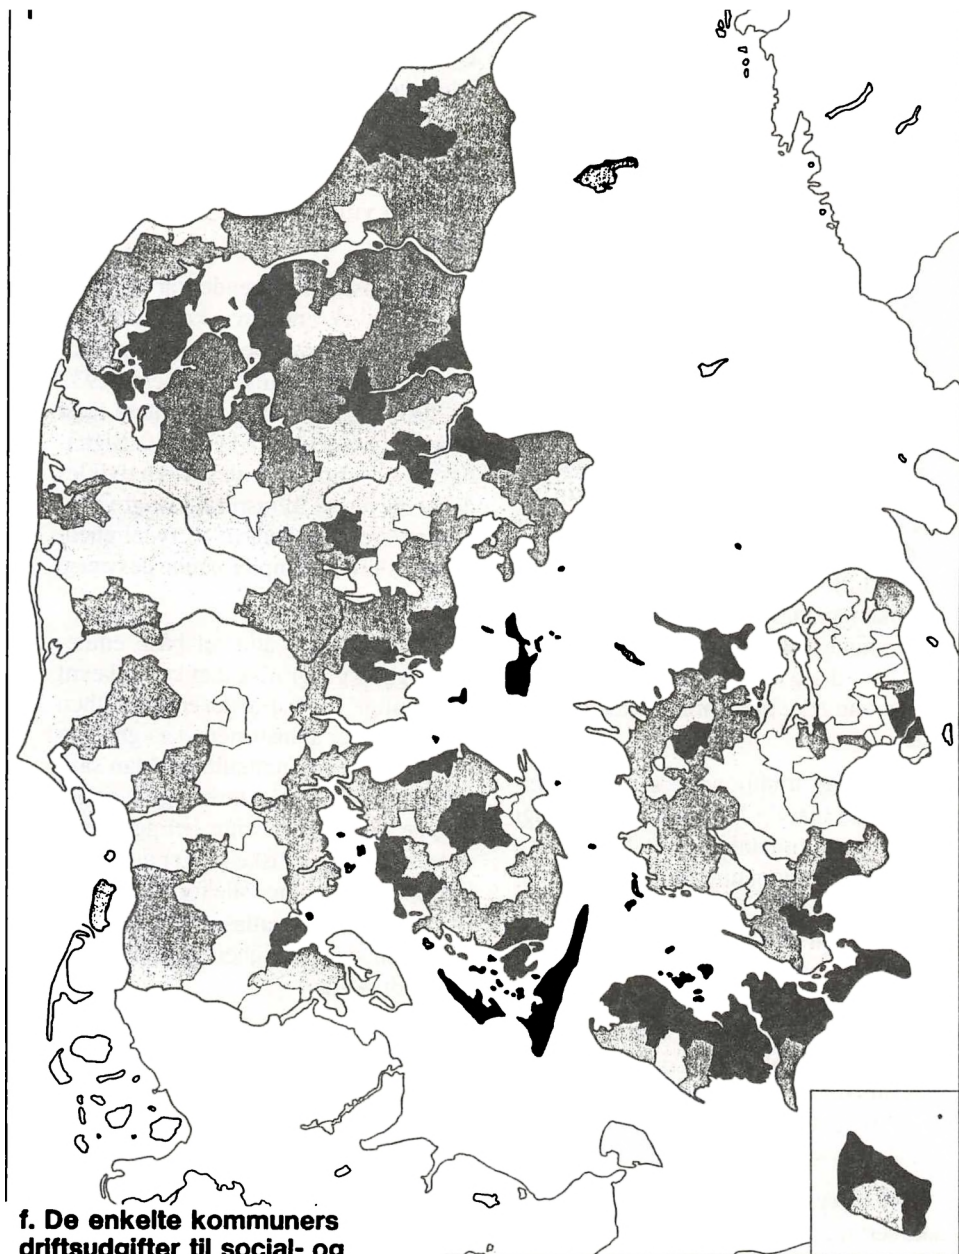 f. De enkelte kommuners
driftsudgifter til social- og